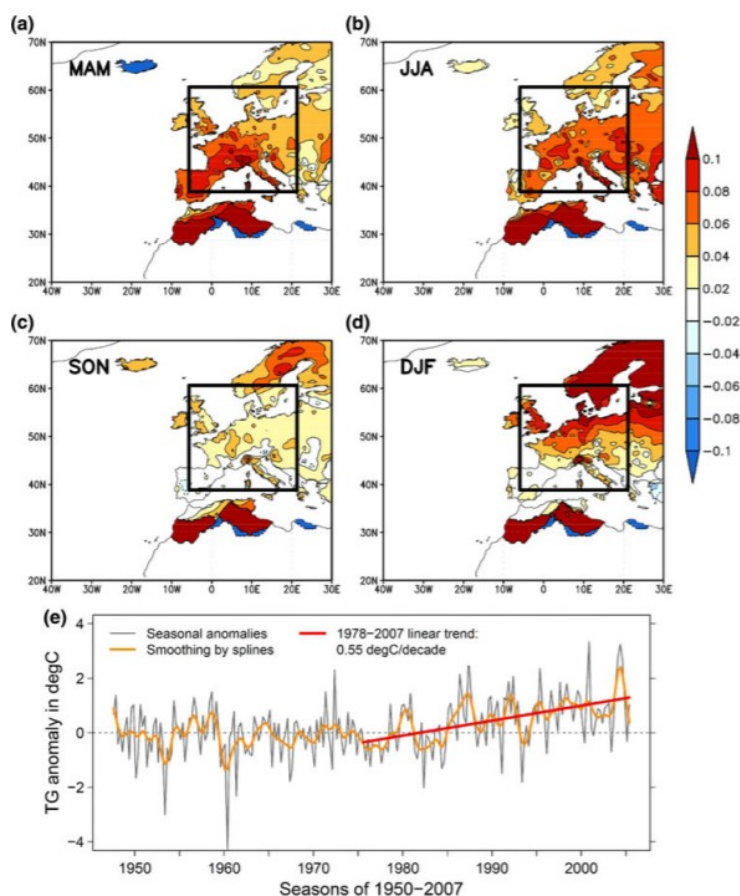 (a)
(b)
70N
60N
50N
40N
30N
20N
MAM
40W 30W 20W 10W 0 10E 20E 30E
70N
60N
50N
40N
30N
20N
JJA
40W 30W 20W 10W 0 10E 20E 30E
0.1
0.08
0.06
0.04
0.02
−0.02
−0.04
−0.06
−0.08
−0.1
(c)
(d)
70N
60N
50N
40N
30N
20N
SON
40W 30W 20W 10W 0 10E 20E 30E
70N
60N
50N
40N
30N
20N
DJF
40W 30W 20W 10W 0 10E 20E 30E
(e)
Seasonal anomalies
Smoothing by splines
1978−2007 linear trend:
0.55 degC/decade
TG anomaly in degC
4
2
0
−2
−4
1950 1960 1970 1980 1990 2000
Seasons of 1950−2007